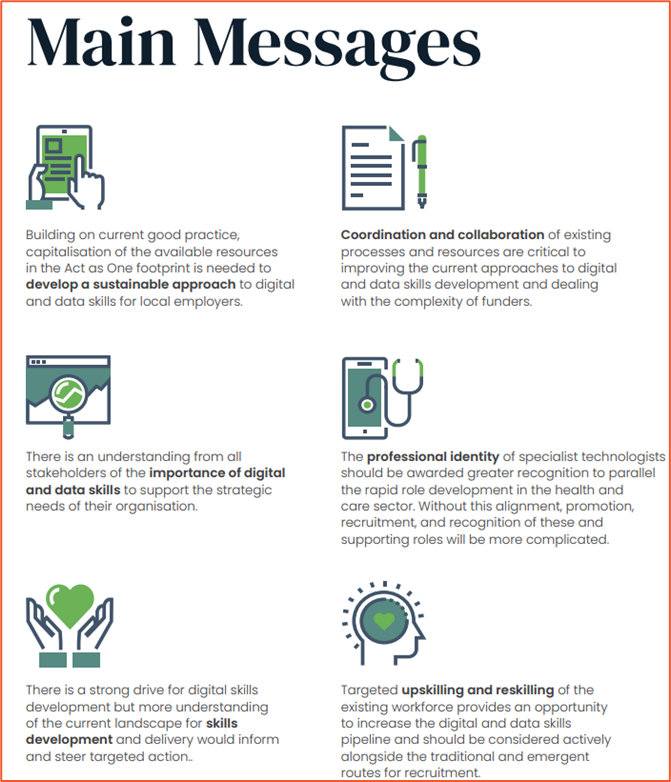 Main Messages
Building on current good practice,
capitalisation of the available resources
in the Act as One footprint is needed to
develop a sustainable approach to digital
and data skills for local employers.
Coordination and collaboration of existing
processes and resources are critical to
improving the current approaches to digital
and data skills development and dealing
with the complexity of funders.
There is an understanding from all
stakeholders of the importance of digital
and data skills to support the strategic
needs of their organisation.
The professional identity of specialist technologists
should be awarded greater recognition to parallel
the rapid role development in the health and
care sector. Without this alignment, promotion,
recruitment, and recognition of these and
supporting roles will be more complicated.
There is a strong drive for digital skills
development but more understanding
of the current landscape for skills
development and delivery would inform
and steer targeted action..
Targeted upskilling and reskilling of the
existing workforce provides an opportunity
to increase the digital and data skills
pipeline and should be considered actively
alongside the traditional and emergent
routes for recruitment.